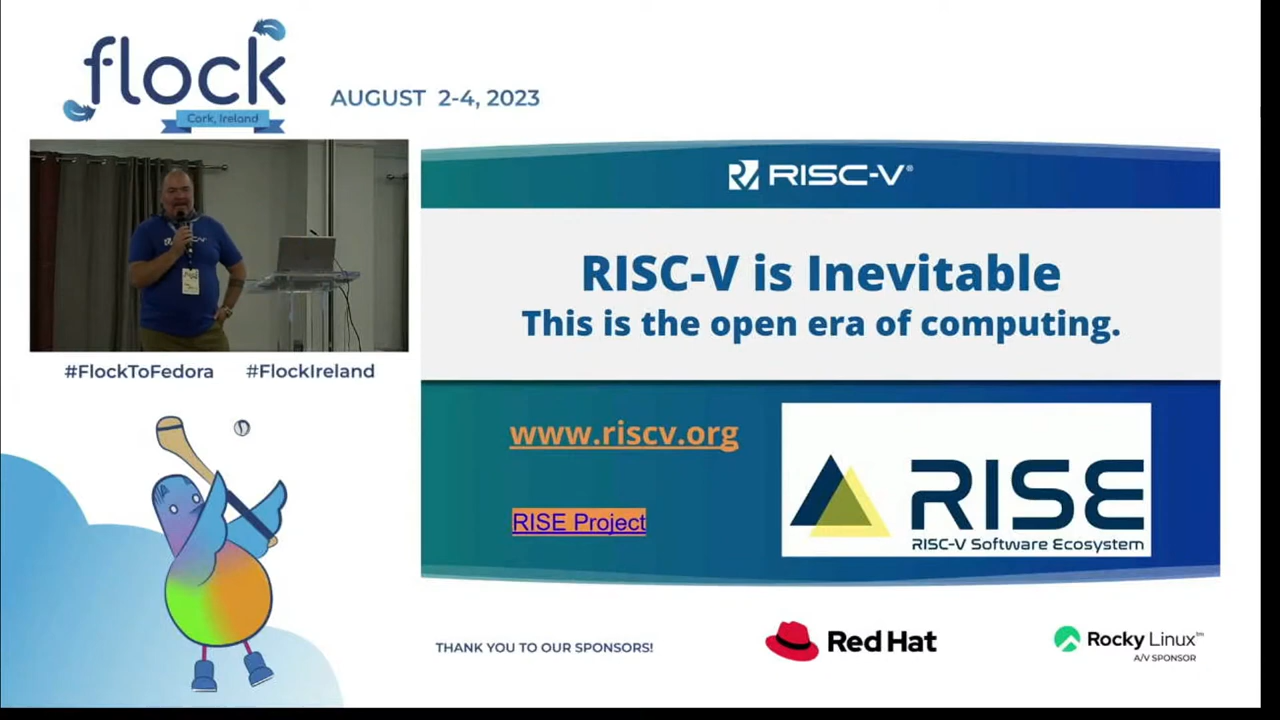 flock
Cork, Ireland
AUGUST 2-4, 2023
RISC-V®
RISC-V is Inevitable
This is the open era of computing.
#FlockToFedora #FlockIreland
www.riscv.org
RISE Project
RISE
RISC-V Software Ecosystem
THANK YOU TO OUR SPONSORS!
Red Hat
Rocky Linux™
A/V SPONSOR